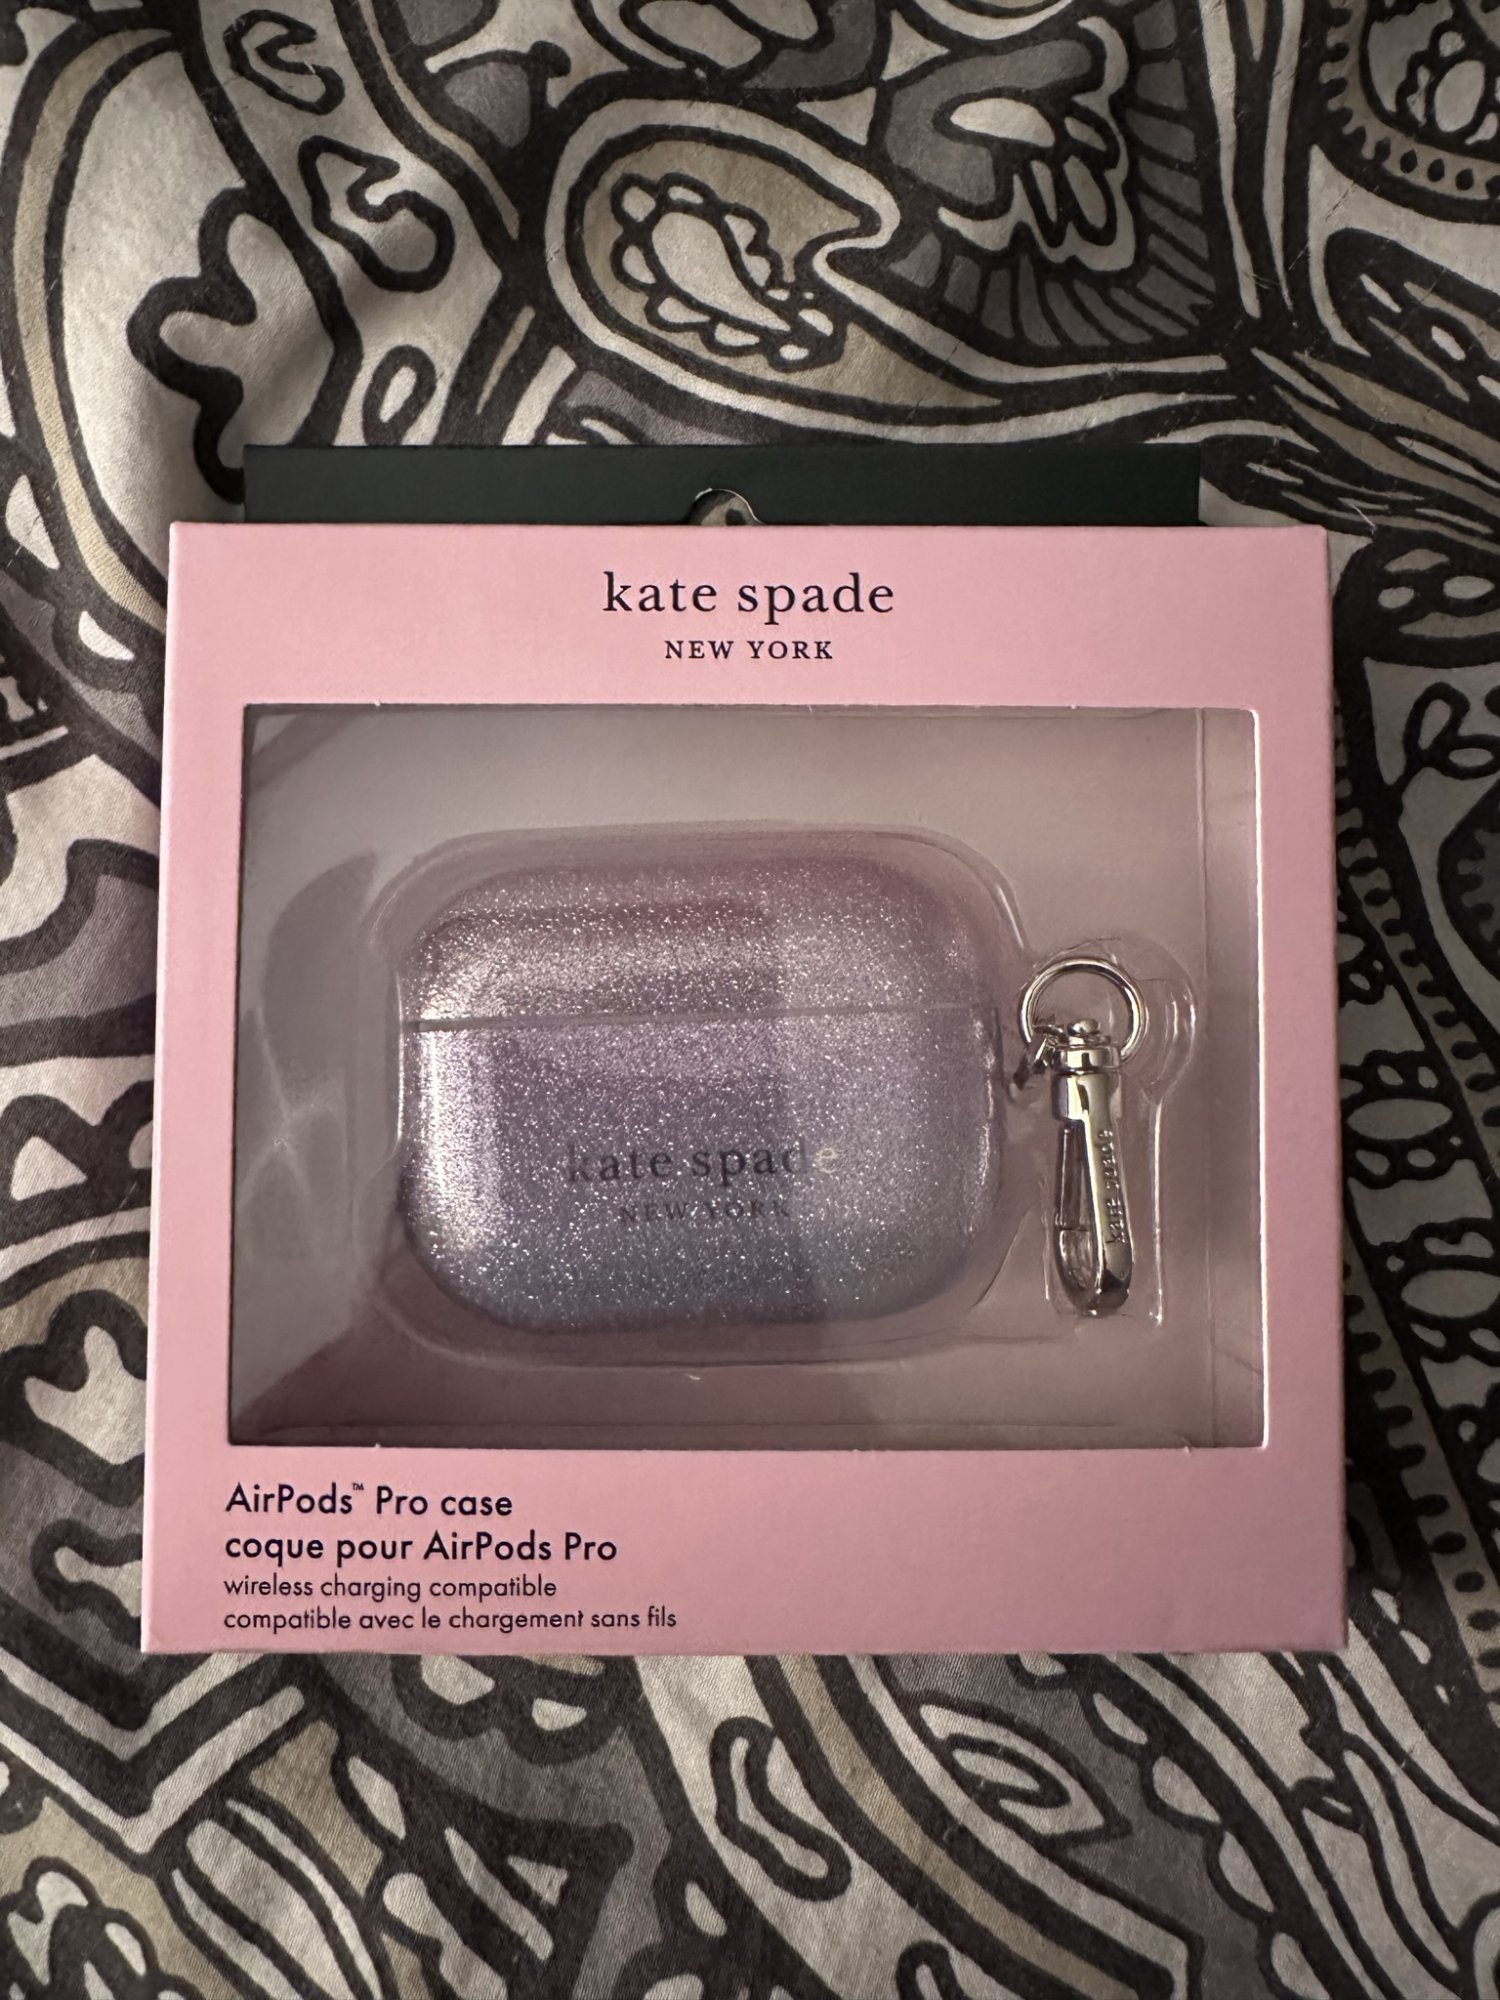 kate spade
NEW YORK
kate spade
NEW YORK
kate spade
AirPods™ Pro case
coque pour AirPods Pro
wireless charging compatible
compatible avec le chargement sans fils